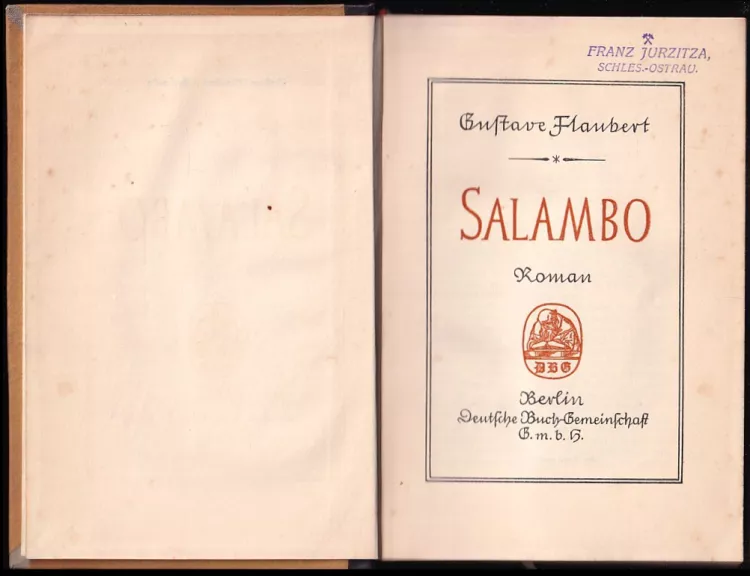 FRANZ JURZITZA,
SCHLES.-OSTRAU.
Gustave Flaubert
SALAMBO
Roman
DBG
Berlin
Deutsche Buch-Gemeinschaft
G. m. b. H.